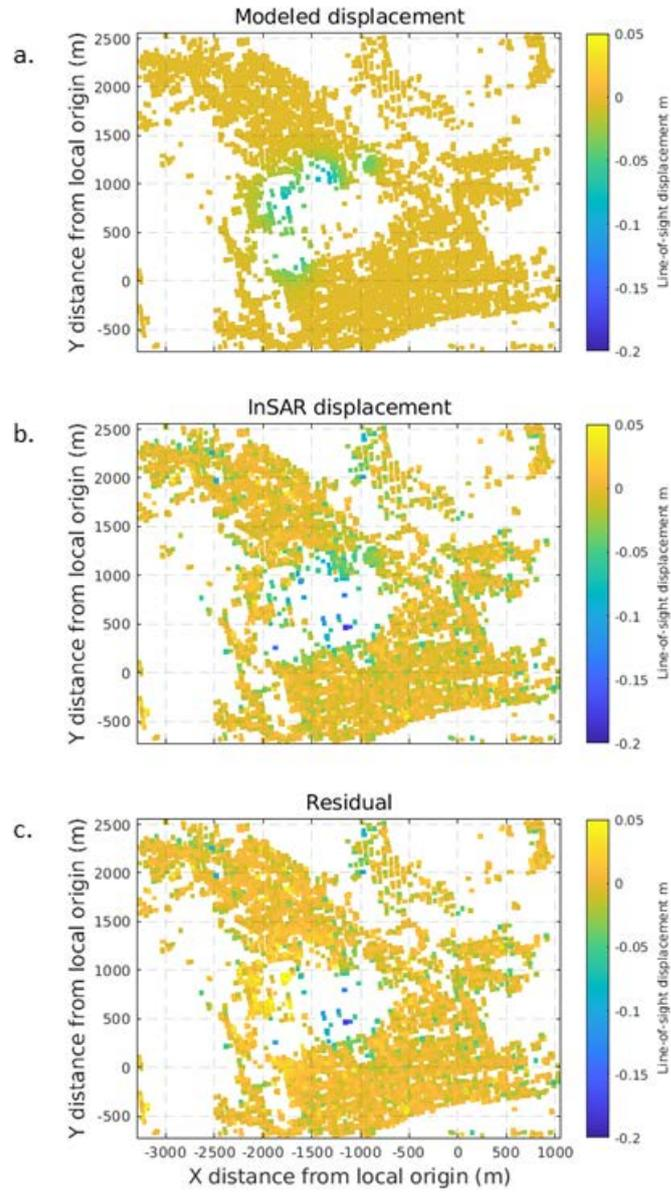 Modeled displacement
a.
Y distance from local origin (m)
2500
2000
1500
1000
500
0
-500
0.05
0
-0.05
-0.1
-0.15
-0.2
Line-of-sight displacement m
InSAR displacement
b.
Y distance from local origin (m)
2500
2000
1500
1000
500
0
-500
0.05
0
-0.05
-0.1
-0.15
-0.2
Line-of-sight displacement m
Residual
c.
Y distance from local origin (m)
2500
2000
1500
1000
500
0
-500
0.05
0
-0.05
-0.1
-0.15
-0.2
Line-of-sight displacement m
-3000 -2500 -2000 -1500 -1000 -500 0 500 1000
X distance from local origin (m)